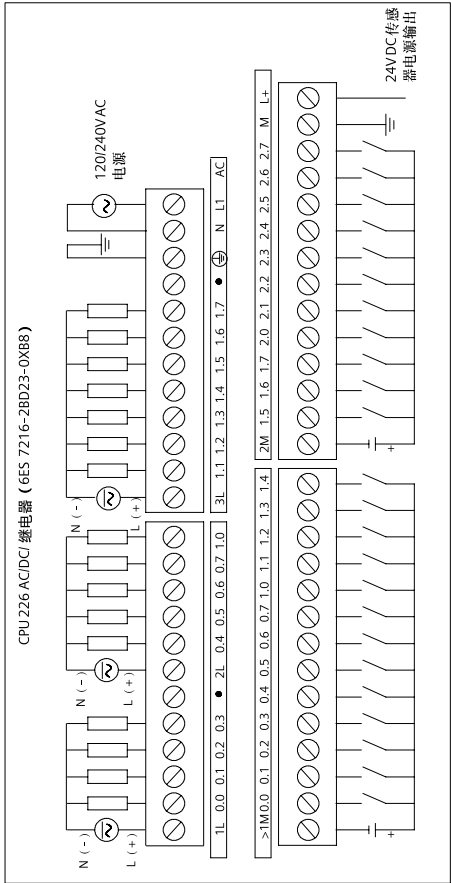 CPU 226 AC/DC/ 继电器 ( 6ES 7216-2BD23-0XB8 )
120/240V AC
电源
N ( - )
L ( + )
N ( - )
L ( + )
N ( - )
L ( + )
1L 0.0 0.1 0.2 0.3 • 2L 0.4 0.5 0.6 0.7 1.0
3L 1.1 1.2 1.3 1.4 1.5 1.6 1.7 • N L1 AC
>1M 0.0 0.1 0.2 0.3 0.4 0.5 0.6 0.7 1.0 1.1 1.2 1.3 1.4
2M 1.5 1.6 1.7 2.0 2.1 2.2 2.3 2.4 2.5 2.6 2.7 M L+
+
+
24V DC 传感
器电源输出